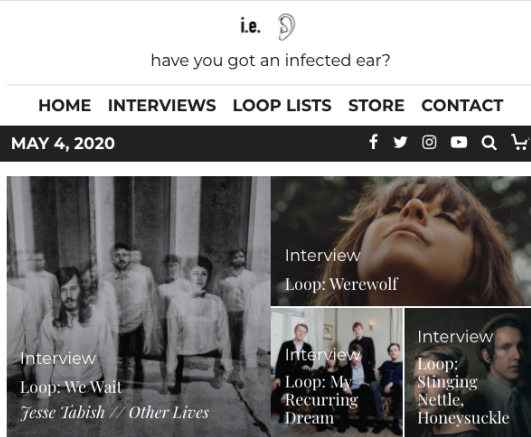 i.e.
have you got an infected ear?
HOME INTERVIEWS LOOP LISTS STORE CONTACT
MAY 4, 2020
Interview
Loop: We Wait
Jesse Tabish // Other Lives
Interview
Loop: Werewolf
Interview
Loop: My
Recurring
Dream
Interview
Loop:
Stinging
Nettle,
Honeysuckle